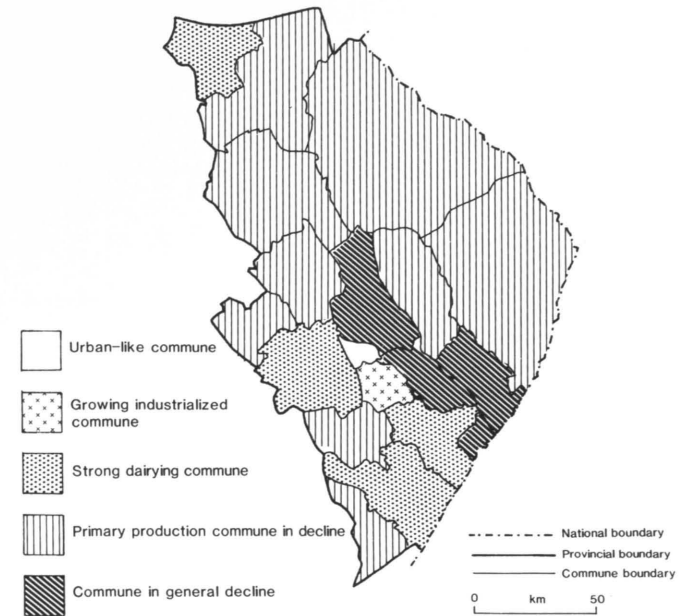 Urban-like commune
Growing industrialized
commune
Strong dairying commune
Primary production commune in decline
Commune in general decline
National boundary
Provincial boundary
Commune boundary
0 km 50